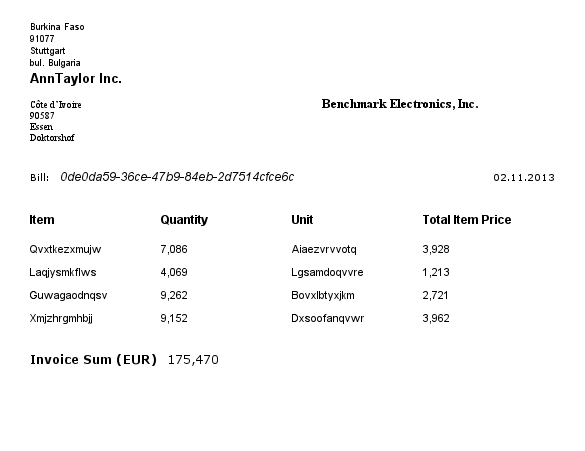 Burkina Faso
91077
Stuttgart
bul. Bulgaria
AnnTaylor Inc.
Côte d'Ivoire
Benchmark Electronics, Inc.
90587
Essen
Doktorshof
Bill: 0de0da59-36ce-47b9-84eb-2d7514cfce6c 02.11.2013
Item Quantity Unit Total Item Price
Qvxtkezxmujw 7,086 Aiaezvrvvotq 3,928
Laqjysmkflws 4,069 Lgsamdoqvvre 1,213
Guwagaodnqsv 9,262 Bovxlbtyxjkm 2,721
Xmjzhrgmhbjj 9,152 Dxsoofanqvwr 3,962
Invoice Sum (EUR) 175,470